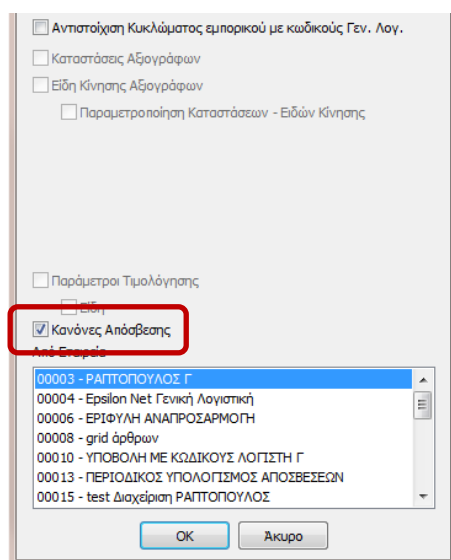 Αντιστοίχιση Κυκλώματος εμπορικού με κωδικούς Γεν. Λογ.
Καταστάσεις Αξιογράφων
Είδη Κίνησης Αξιογράφων
Παραμετροποίηση Καταστάσεων - Ειδών Κίνησης
Παράμετροι Τιμολόγησης
Είδη
Κανόνες Απόσβεσης
Από Εταιρεία
00003 - ΡΑΠΤΟΠΟΥΛΟΣ Γ
00004 - Epsilon Net Γενική Λογιστική
00006 - ΕΡΙΦΥΛΗ ΑΝΑΠΡΟΣΑΡΜΟΓΗ
00008 - grid άρθρων
00010 - ΥΠΟΒΟΛΗ ΜΕ ΚΩΔΙΚΟΥΣ ΛΟΓΙΣΤΗ Γ
00013 - ΠΕΡΙΟΔΙΚΟΣ ΥΠΟΛΟΓΙΣΜΟΣ ΑΠΟΣΒΕΣΕΩΝ
00015 - test Διαχείριση ΡΑΠΤΟΠΟΥΛΟΣ
OK Άκυρο